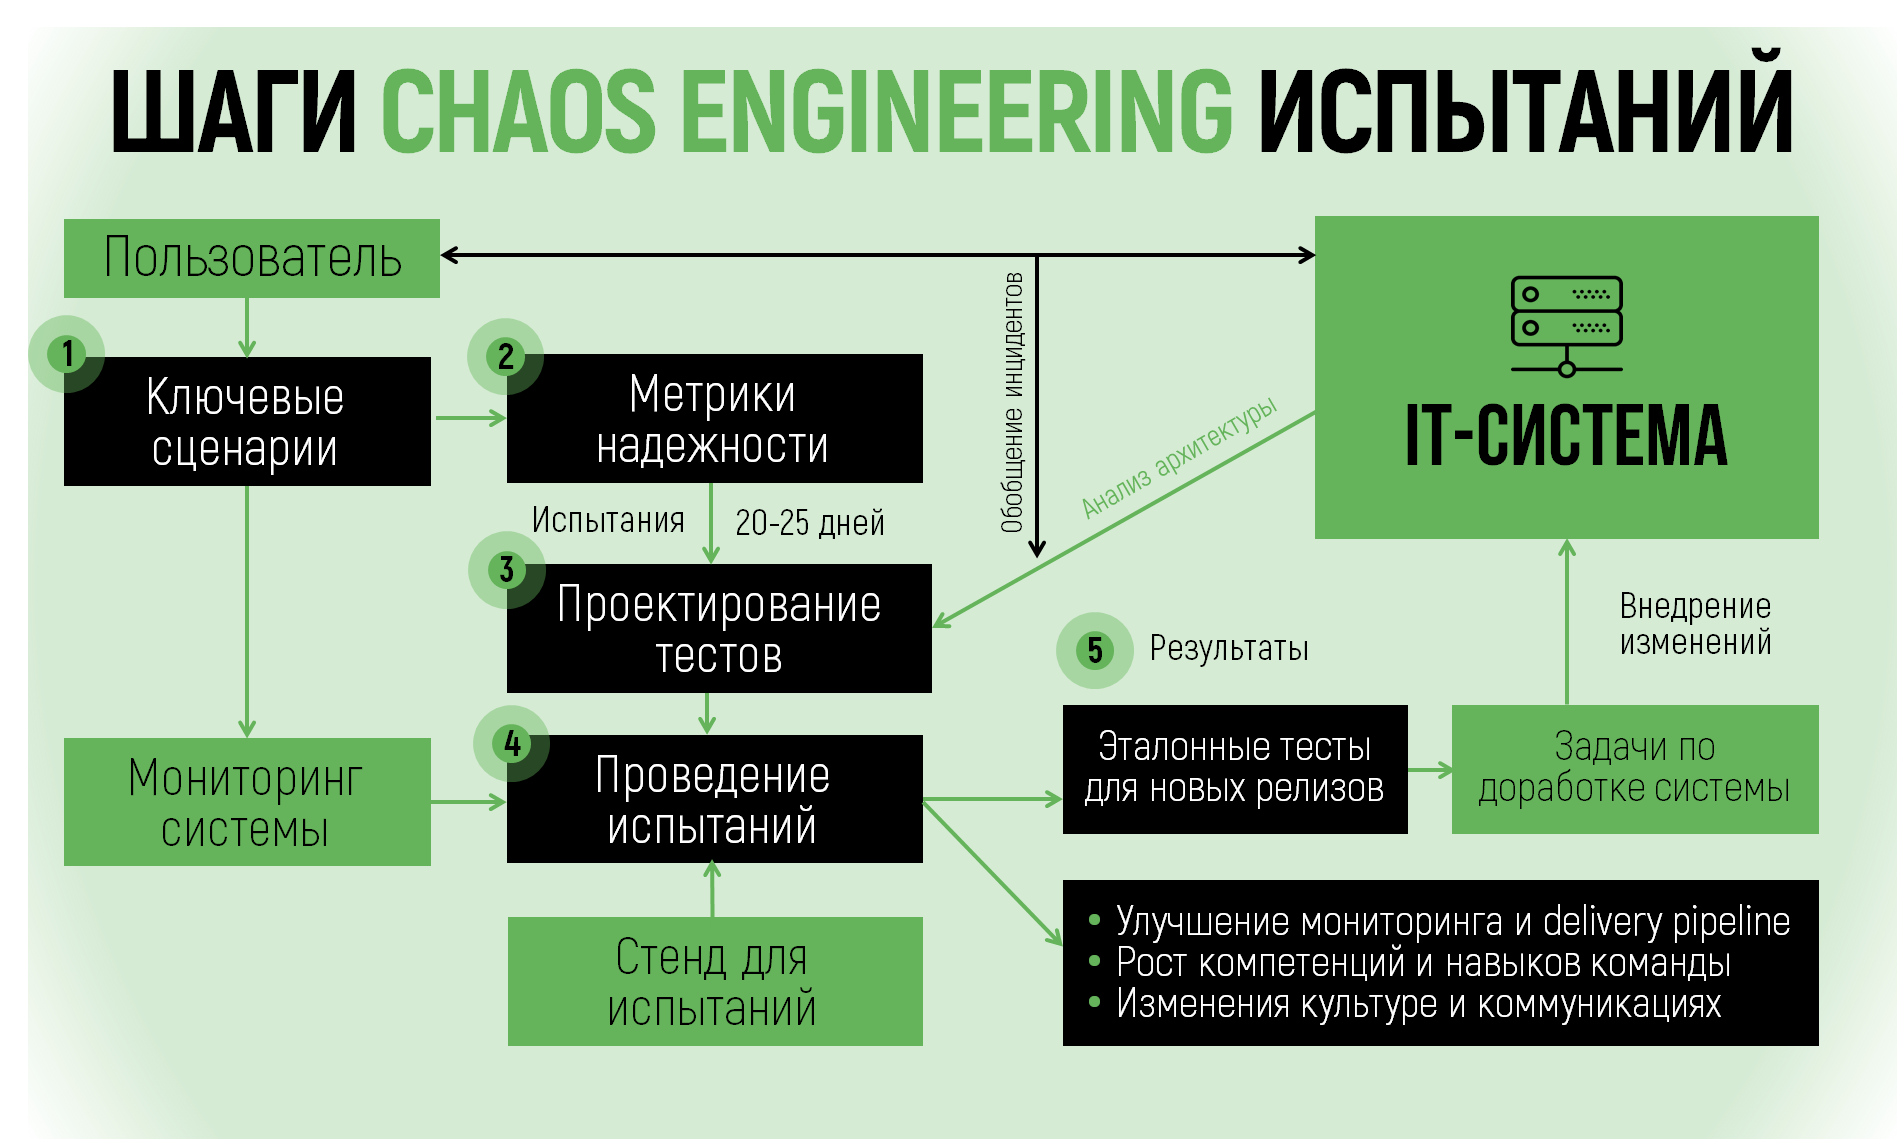 ШАГИ CHAOS ENGINEERING ИСПЫТАНИЙ
Пользователь
1
Ключевые
сценарии
2
Метрики
надежности
Обобщение инцидентов
Анализ архитектуры
IT-СИСТЕМА
Испытания
20-25 дней
3
Проектирование
тестов
Мониторинг
системы
4
Проведение
испытаний
Стенд для
испытаний
5
Результаты
Внедрение
изменений
Эталонные тесты
для новых релизов
Задачи по
доработке системы
• Улучшение мониторинга и delivery pipeline
• Рост компетенций и навыков команды
• Изменения культуре и коммуникациях